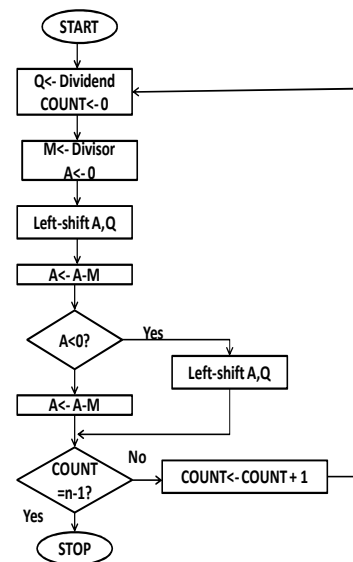 START
Q<- Dividend
COUNT<- 0
M<- Divisor
A<- 0
Left-shift A,Q
A<- A-M
A<0?
Yes
Left-shift A,Q
A<- A-M
COUNT
=n-1?
No
COUNT<- COUNT + 1
Yes
STOP